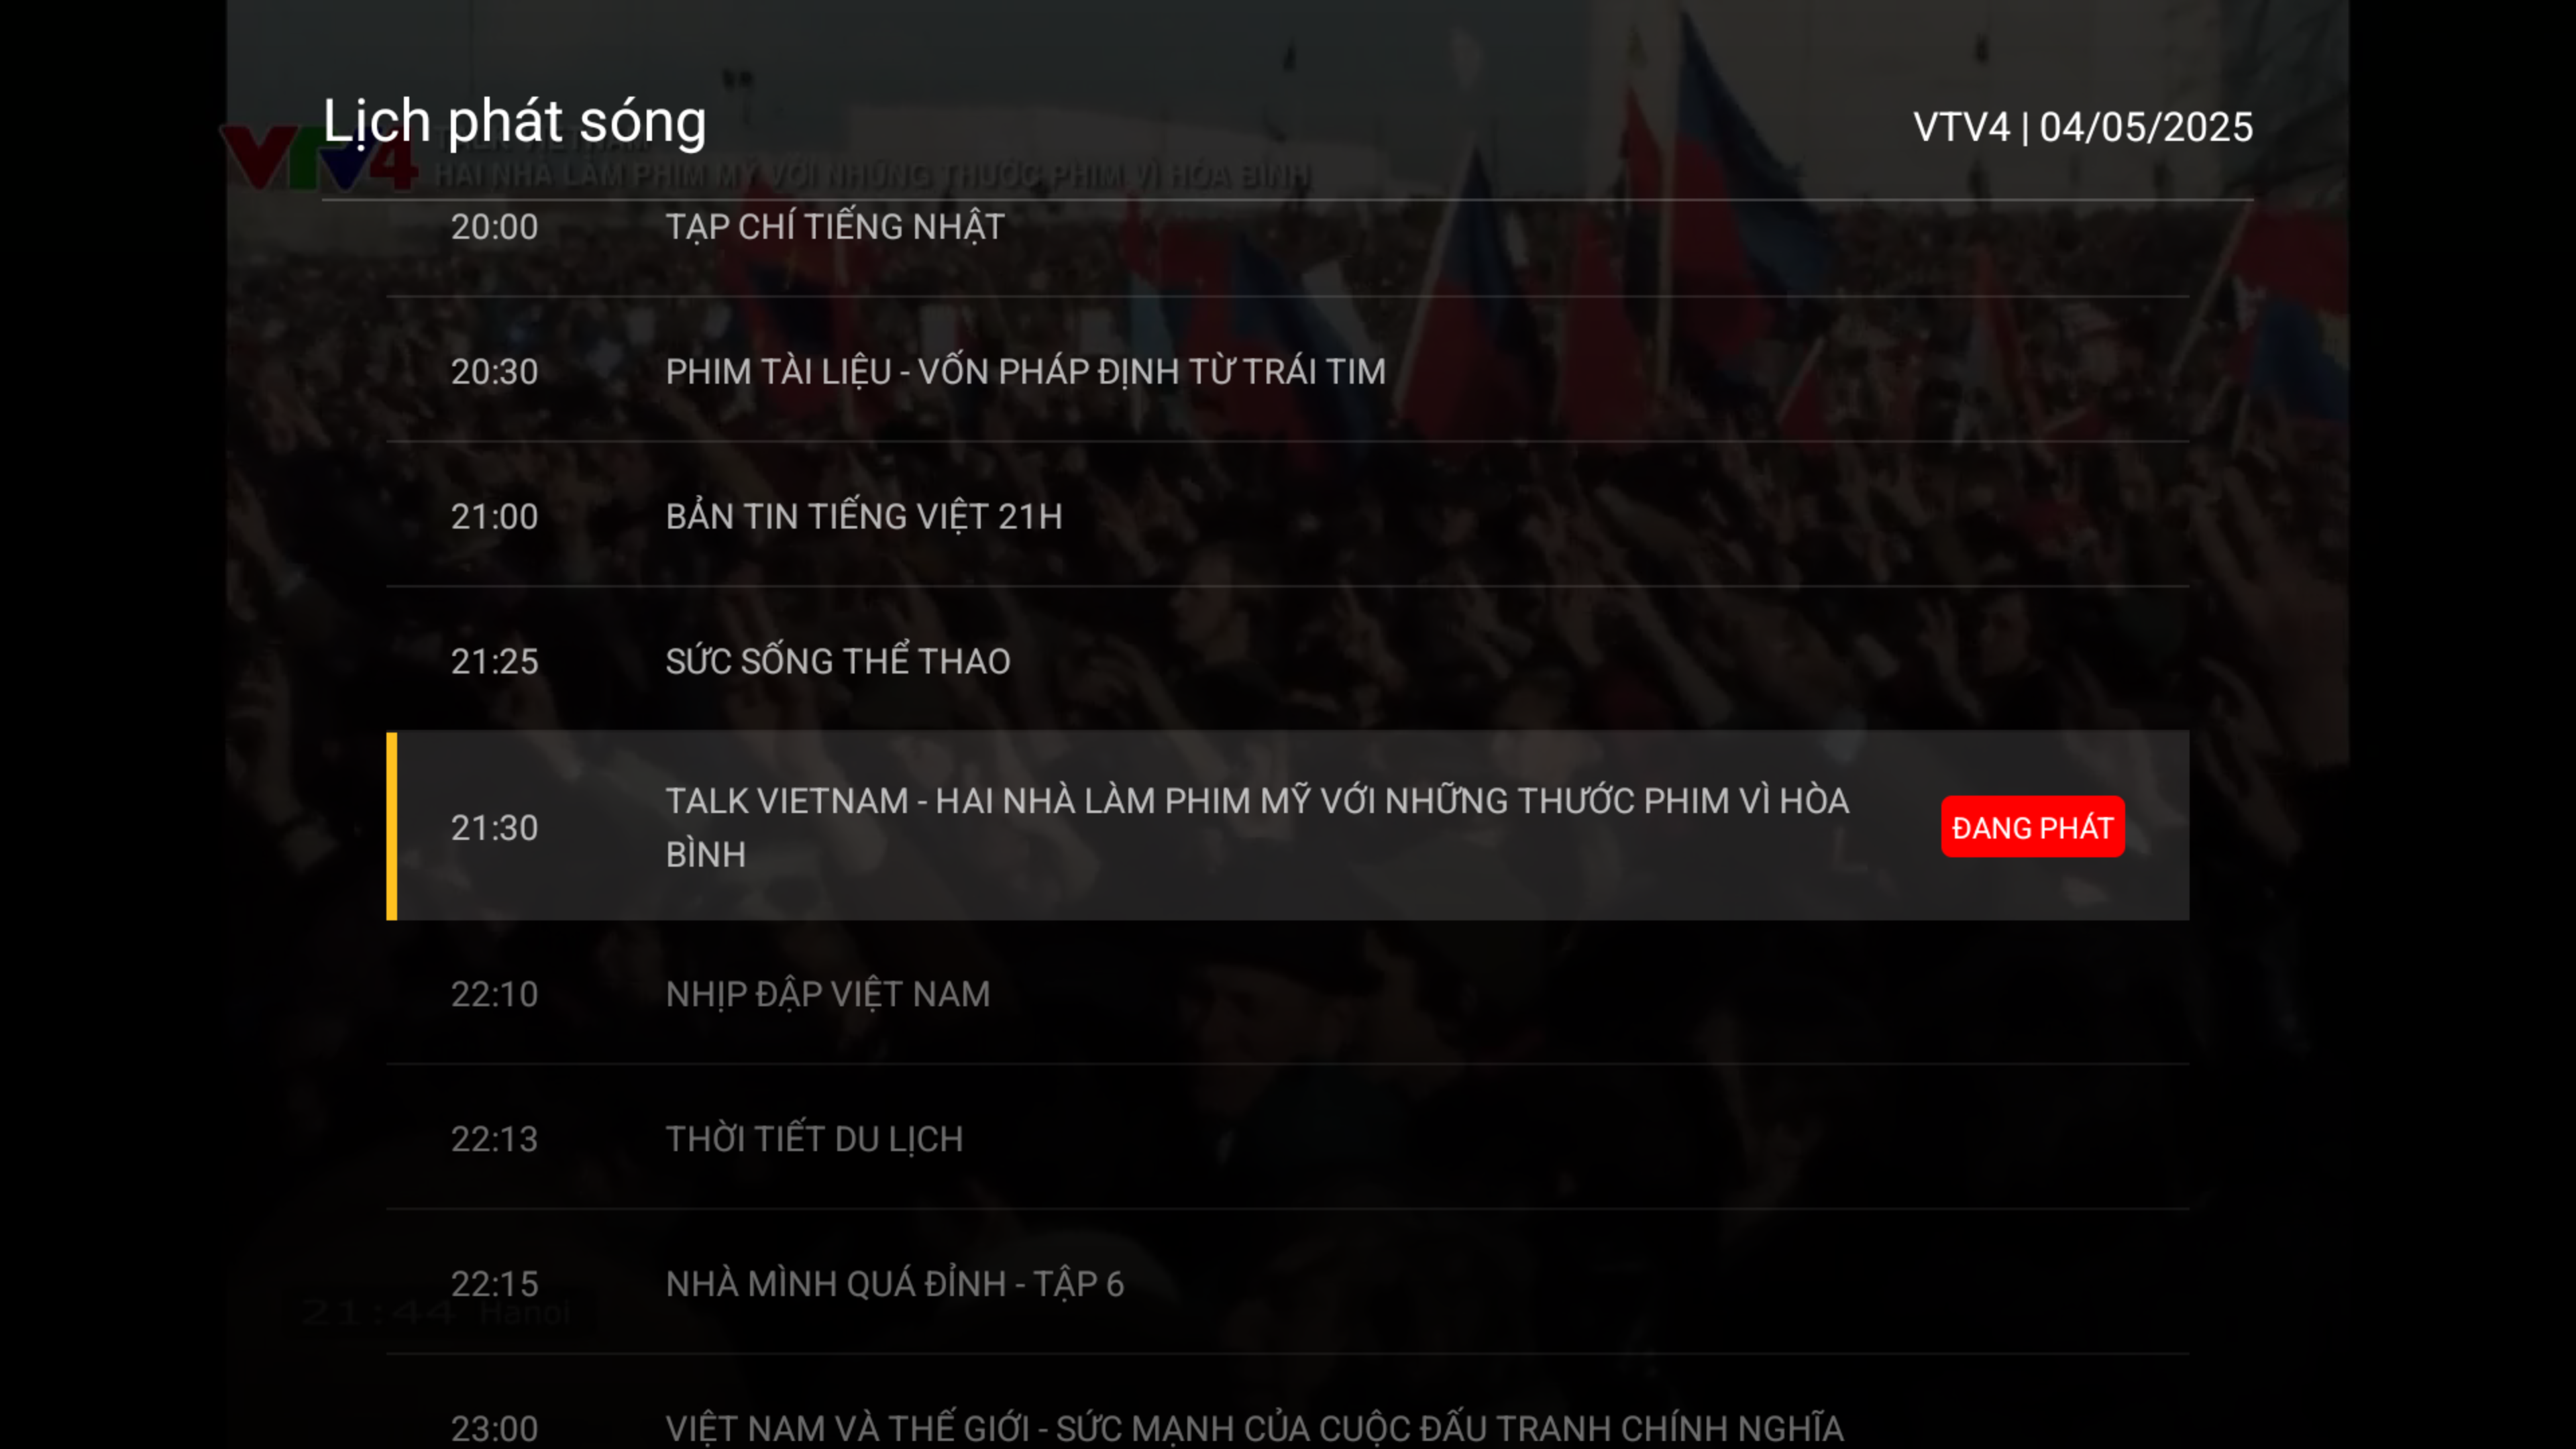 Lịch phát sóng
VTV4 | 04/05/2025
VTV4
HAI NHÀ LÀM PHIM MỸ VỚI NHỮNG THƯỚC PHIM VÌ HÒA BÌNH
20:00 TẠP CHÍ TIẾNG NHẬT
20:30 PHIM TÀI LIỆU - VỐN PHÁP ĐỊNH TỪ TRÁI TIM
21:00 BẢN TIN TIẾNG VIỆT 21H
21:25 SỨC SỐNG THỂ THAO
21:30 TALK VIETNAM - HAI NHÀ LÀM PHIM MỸ VỚI NHỮNG THƯỚC PHIM VÌ HÒA
BÌNH
ĐANG PHÁT
22:10 NHỊP ĐẬP VIỆT NAM
22:13 THỜI TIẾT DU LỊCH
22:15 NHÀ MÌNH QUÁ ĐỈNH - TẬP 6
21:44 Hanoi
23:00 VIỆT NAM VÀ THẾ GIỚI - SỨC MẠNH CỦA CUỘC ĐẤU TRANH CHÍNH NGHĨA